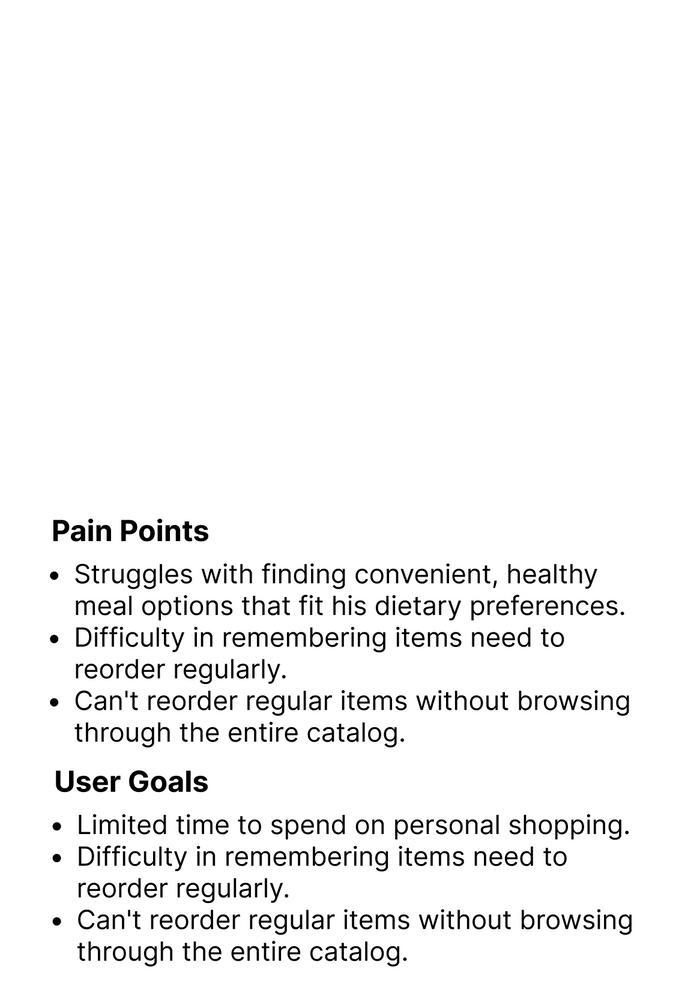 Pain Points
• Struggles with finding convenient, healthy
meal options that fit his dietary preferences.
• Difficulty in remembering items need to
reorder regularly.
• Can't reorder regular items without browsing
through the entire catalog.
User Goals
• Limited time to spend on personal shopping.
• Difficulty in remembering items need to
reorder regularly.
• Can't reorder regular items without browsing
through the entire catalog.